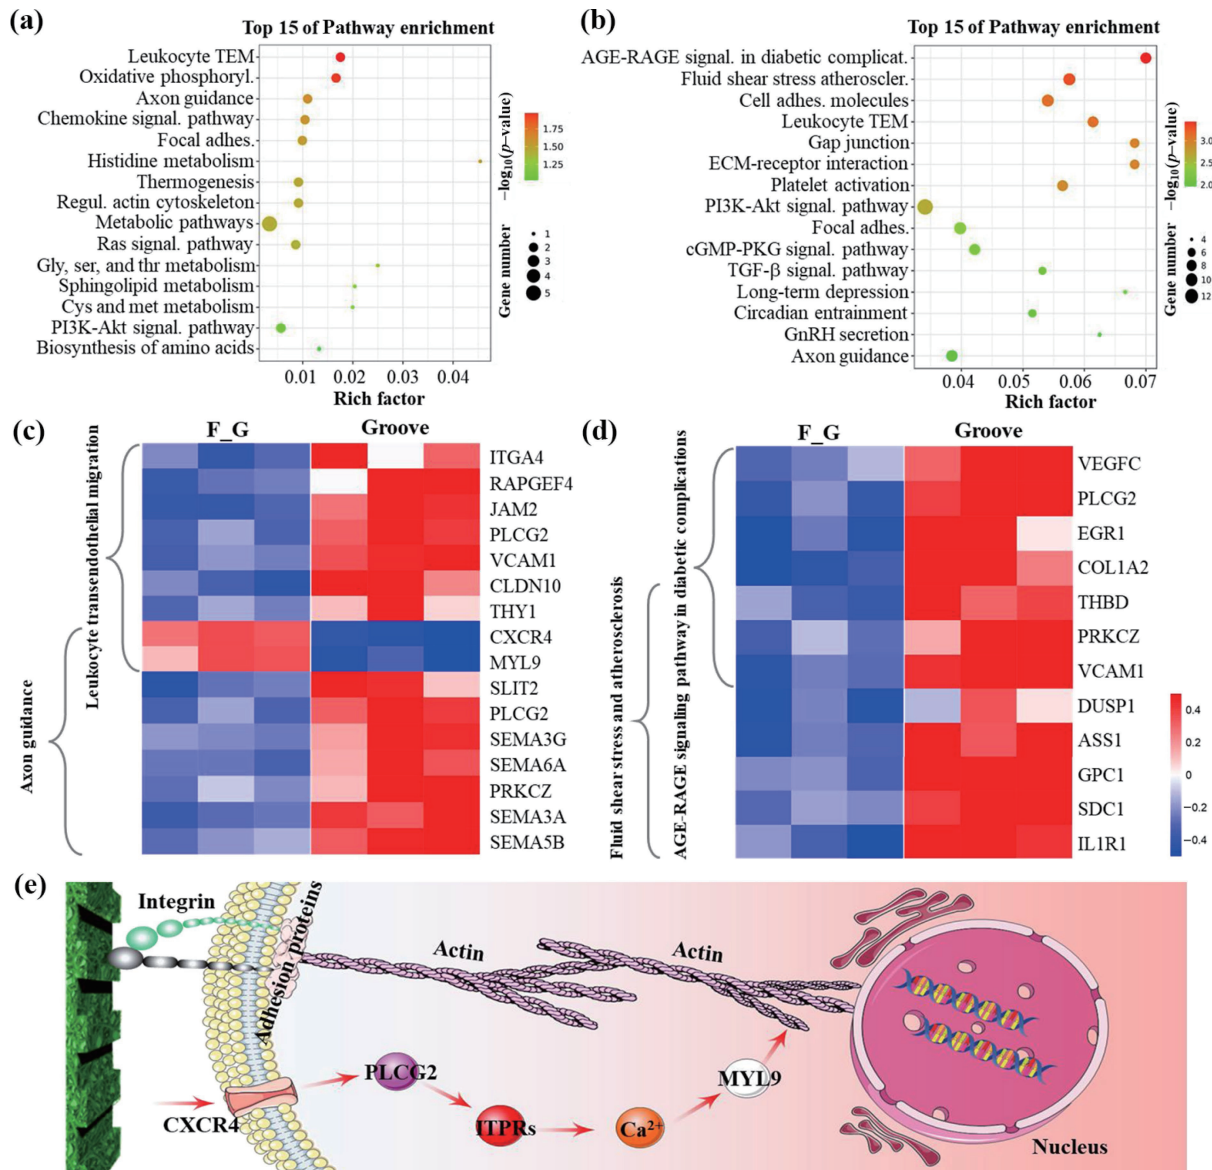 (a)
Top 15 of Pathway enrichment
Leukocyte TEM
Oxidative phosphoryl.
Axon guidance
Chemokine signal. pathway
Focal adhes.
Histidine metabolism
Thermogenesis
Regul. actin cytoskeleton
Metabolic pathways
Ras signal. pathway
Gly, ser, and thr metabolism
Sphingolipid metabolism
Cys and met metabolism
PI3K-Akt signal. pathway
Biosynthesis of amino acids
0.01 0.02 0.03 0.04
Rich factor
1.75
1.50
1.25
−log10(p−value)
Gene number
1
2
3
4
5
(b)
Top 15 of Pathway enrichment
AGE-RAGE signal. in diabetic complicat.
Fluid shear stress atheroscler.
Cell adhes. molecules
Leukocyte TEM
Gap junction
ECM-receptor interaction
Platelet activation
PI3K-Akt signal. pathway
Focal adhes.
cGMP-PKG signal. pathway
TGF-β signal. pathway
Long-term depression
Circadian entrainment
GnRH secretion
Axon guidance
0.04 0.05 0.06 0.07
Rich factor
−log10(p−value)
3.0
2.5
2.0
Gene number
4
6
8
10
12
(c)
F_G Groove
Leukocyte transendothelial migration
Axon guidance
ITGA4
RAPGEF4
JAM2
PLCG2
VCAM1
CLDN10
THY1
CXCR4
MYL9
SLIT2
PLCG2
SEMA3G
SEMA6A
PRKCZ
SEMA3A
SEMA5B
(d)
F_G Groove
AGE-RAGE signaling pathway in diabetic complications
Fluid shear stress and atherosclerosis
VEGFC
PLCG2
EGR1
COL1A2
THBD
PRKCZ
VCAM1
DUSP1
ASS1
GPC1
SDC1
IL1R1
0.4
0.2
0
−0.2
−0.4
(e)
Integrin
Adhesion proteins
Actin
Actin
CXCR4
PLCG2
ITPRs
Ca2+
MYL9
Nucleus